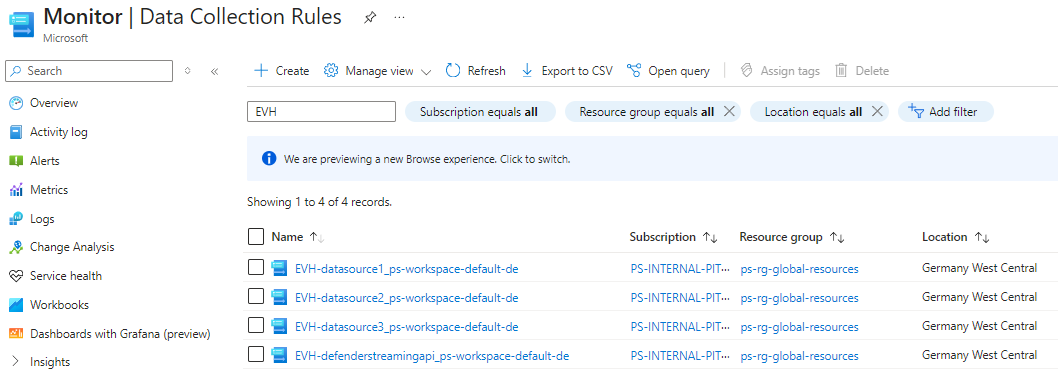 Monitor | Data Collection Rules ...
Microsoft
Search
Create Manage view Refresh Export to CSV Open query Assign tags Delete
Overview
EVH Subscription equals all Resource group equals all Location equals all Add filter
Activity log
Alerts
We are previewing a new Browse experience. Click to switch.
Metrics
Showing 1 to 4 of 4 records.
Logs
Change Analysis
Name Subscription Resource group Location
Service health
EVH-datasource1_ps-workspace-default-de PS-INTERNAL-PIT... ps-rg-global-resources Germany West Central
Workbooks
EVH-datasource2_ps-workspace-default-de PS-INTERNAL-PIT... ps-rg-global-resources Germany West Central
Dashboards with Grafana (preview)
EVH-datasource3_ps-workspace-default-de PS-INTERNAL-PIT... ps-rg-global-resources Germany West Central
Insights
EVH-defenderstreamingapi_ps-workspace-default-de PS-INTERNAL-PIT... ps-rg-global-resources Germany West Central